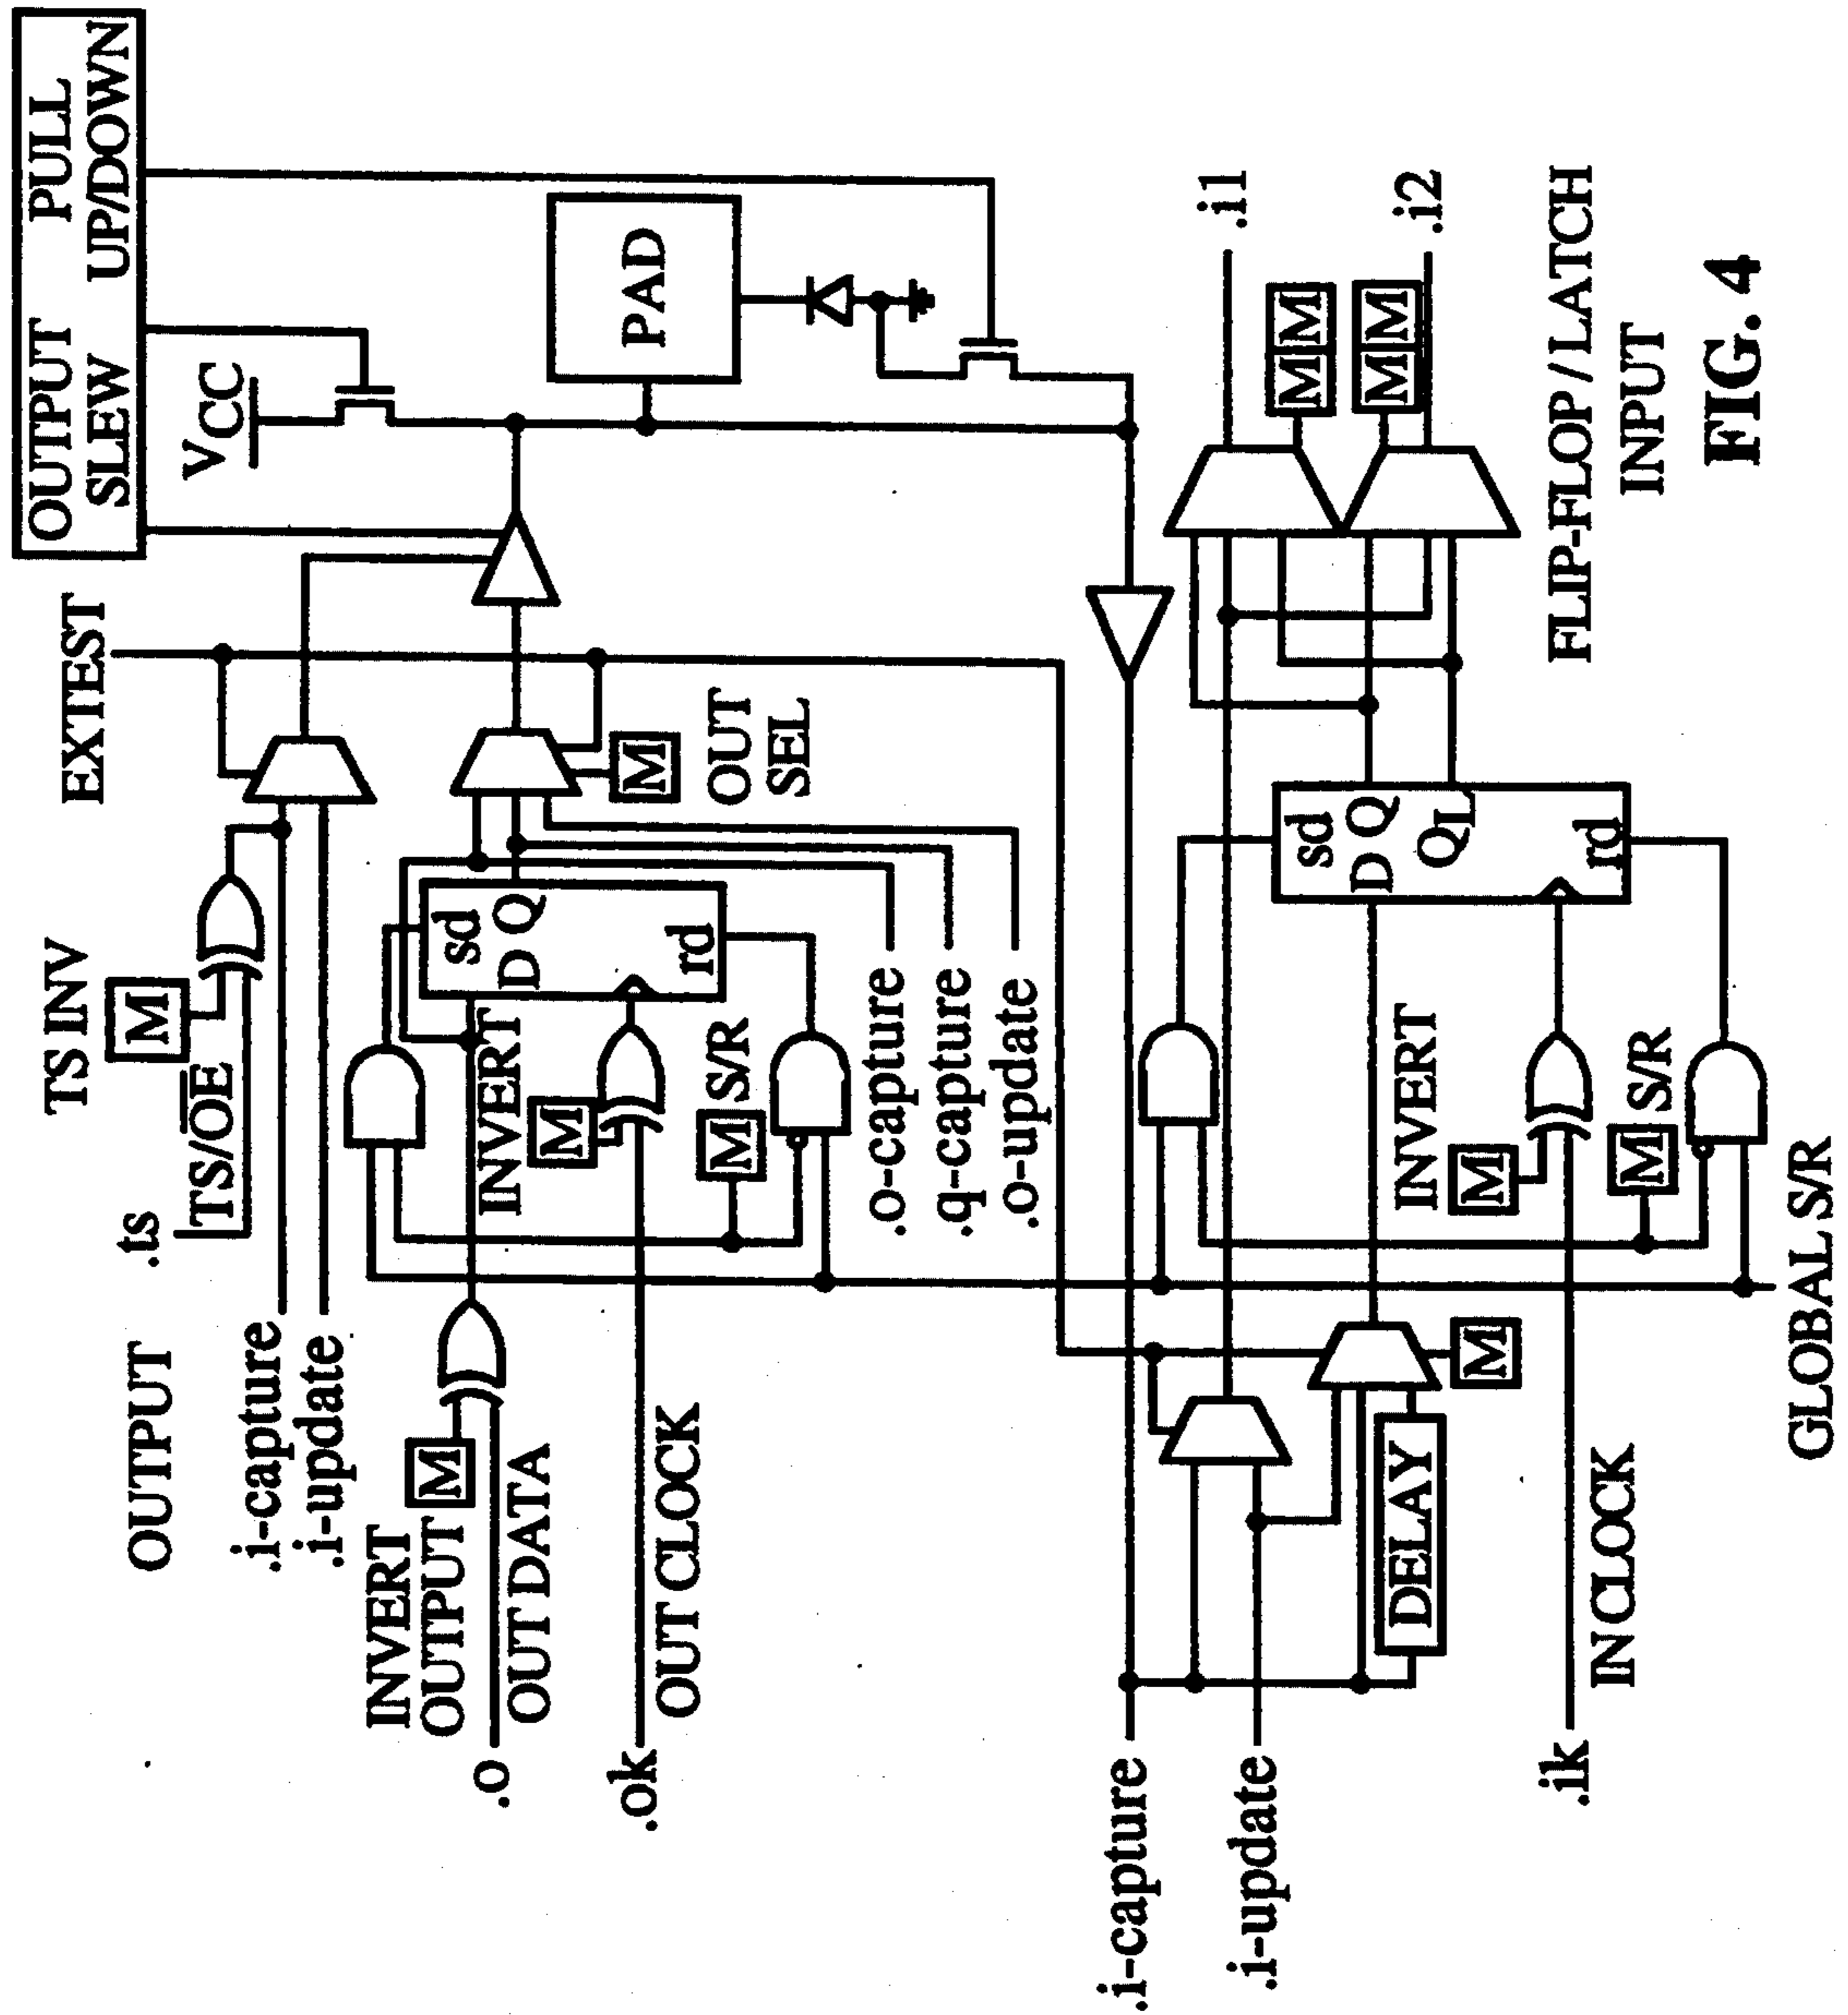 EXTEST
OUTPUT PULL
SLEW UP/DOWN
TS INV
M
VCC
.ts
TS/OE
OUTPUT
.i-capture
.i-update
INVERT
OUTPUT
M
.o
OUT DATA
sd
D Q
rd
INVERT
M
M
OUT
SEL
PAD
.ok
OUT CLOCK
M S/R
.o-capture
.q-capture
.o-update
.i-capture
.i-update
DELAY
M
sd
D Q
QL
rd
M M
M M
.i1
.i2
INVERT
M
.ik
IN CLOCK
M S/R
FLIP-FLOP / LATCH
INPUT
GLOBAL S/R
FIG. 4